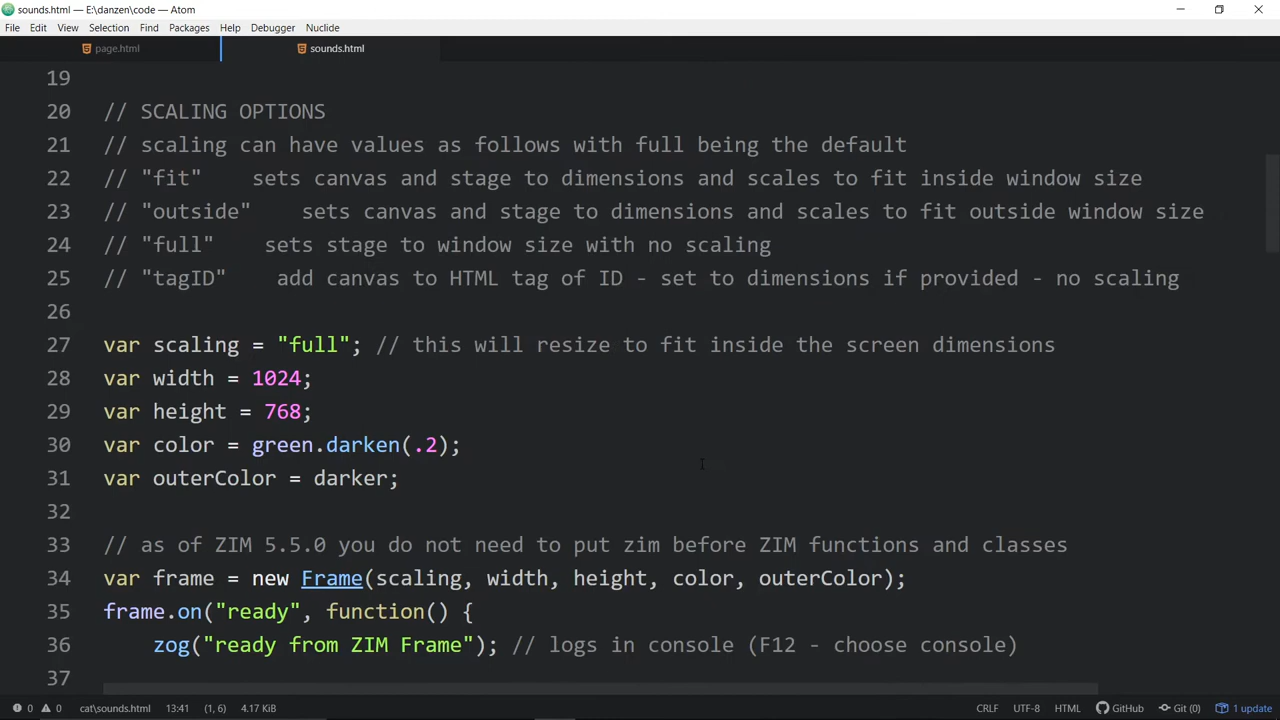 sounds.html — E:\danzen\code — Atom
File Edit View Selection Find Packages Help Debugger Nuclide
page.html sounds.html
19
20 // SCALING OPTIONS
21 // scaling can have values as follows with full being the default
22 // "fit" sets canvas and stage to dimensions and scales to fit inside window size
23 // "outside" sets canvas and stage to dimensions and scales to fit outside window size
24 // "full" sets stage to window size with no scaling
25 // "tagID" add canvas to HTML tag of ID - set to dimensions if provided - no scaling
26
27 var scaling = "full"; // this will resize to fit inside the screen dimensions
28 var width = 1024;
29 var height = 768;
30 var color = green.darken(.2);
31 var outerColor = darker;
32
33 // as of ZIM 5.5.0 you do not need to put zim before ZIM functions and classes
34 var frame = new Frame(scaling, width, height, color, outerColor);
35 frame.on("ready", function() {
36 zog("ready from ZIM Frame"); // logs in console (F12 - choose console)
37
0 0 cat\sounds.html 13:41 (1, 6) 4.17 KiB CRLF UTF-8 HTML GitHub Git (0) 1 update